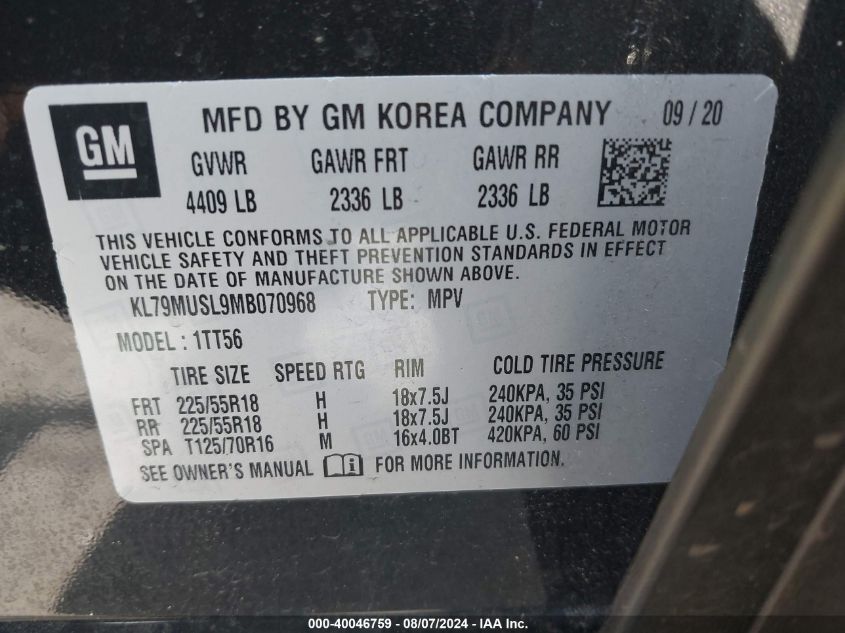 GM
MFD BY GM KOREA COMPANY 09/20
GVWR GAWR FRT GAWR RR
4409 LB 2336 LB 2336 LB
THIS VEHICLE CONFORMS TO ALL APPLICABLE U.S. FEDERAL MOTOR
VEHICLE SAFETY AND THEFT PREVENTION STANDARDS IN EFFECT
ON THE DATE OF MANUFACTURE SHOWN ABOVE.
KL79MUSL9MB070968 TYPE: MPV
MODEL : 1TT56
TIRE SIZE SPEED RTG RIM COLD TIRE PRESSURE
FRT 225/55R18 H 18x7.5J 240KPA, 35 PSI
RR 225/55R18 H 18x7.5J 240KPA, 35 PSI
SPA T125/70R16 M 16x4.0BT 420KPA, 60 PSI
SEE OWNER'S MANUAL FOR MORE INFORMATION.
000-40046759 - 08/07/2024 - IAA Inc.